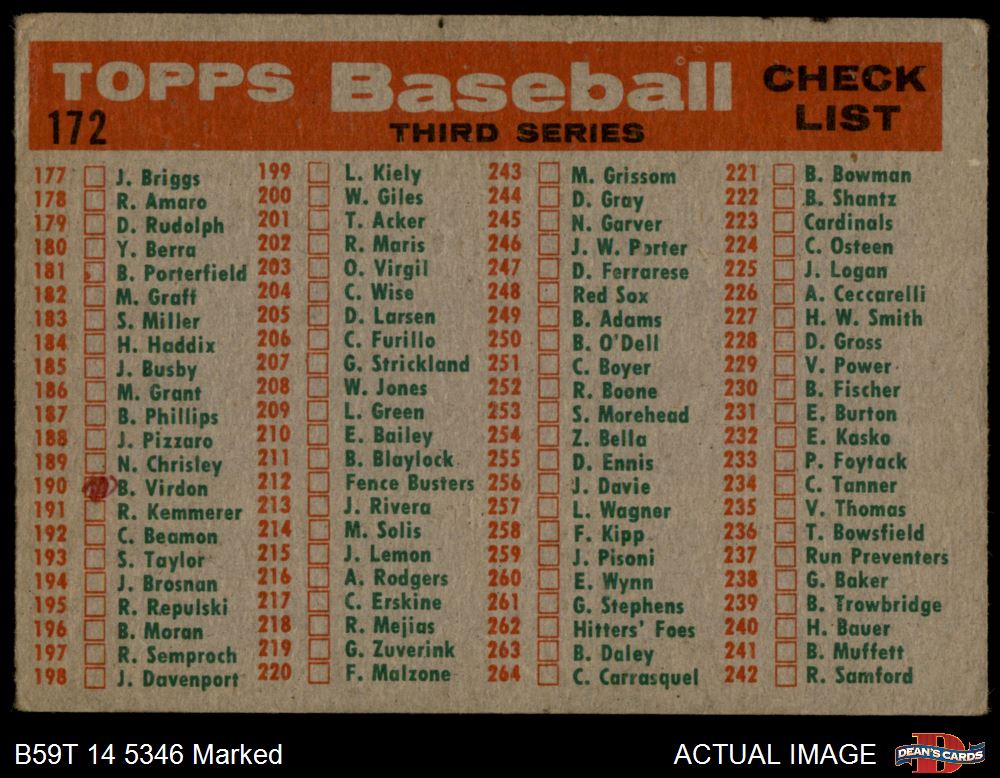 TOPPS Baseball CHECK LIST
172 THIRD SERIES
177 J. Briggs
178 R. Amaro
179 D. Rudolph
180 Y. Berra
181 B. Porterfield
182 M. Graff
183 S. Miller
184 H. Haddix
185 J. Busby
186 M. Grant
187 B. Phillips
188 J. Pizzaro
189 N. Chrisley
190 B. Virdon
191 R. Kemmerer
192 C. Beamon
193 S. Taylor
194 J. Brosnan
195 R. Repulski
196 B. Moran
197 R. Semproch
198 J. Davenport
199 L. Kiely
200 W. Giles
201 T. Acker
202 R. Maris
203 O. Virgil
204 C. Wise
205 D. Larsen
206 C. Furillo
207 G. Strickland
208 W. Jones
209 L. Green
210 E. Bailey
211 B. Blaylock
212 Fence Busters
213 J. Rivera
214 M. Solis
215 J. Lemon
216 A. Rodgers
217 C. Erskine
218 R. Mejias
219 G. Zuverink
220 F. Malzone
243 M. Grissom
244 D. Gray
245 N. Garver
246 J. W. Porter
247 D. Ferrarese
248 Red Sox
249 B. Adams
250 B. O'Dell
251 C. Boyer
252 R. Boone
253 S. Morehead
254 Z. Bella
255 D. Ennis
256 J. Davie
257 L. Wagner
258 F. Kipp
259 J. Pisoni
260 E. Wynn
261 G. Stephens
262 Hitters' Foes
263 B. Daley
264 C. Carrasquel
221 B. Bowman
222 B. Shantz
223 Cardinals
224 C. Osteen
225 J. Logan
226 A. Ceccarelli
227 H. W. Smith
228 D. Gross
229 V. Power
230 B. Fischer
231 E. Burton
232 E. Kasko
233 P. Foytack
234 C. Tanner
235 V. Thomas
236 T. Bowsfield
237 Run Preventers
238 G. Baker
239 B. Trowbridge
240 H. Bauer
241 B. Muffett
242 R. Samford
B59T 14 5346 Marked
ACTUAL IMAGE
DEAN'S CARDS